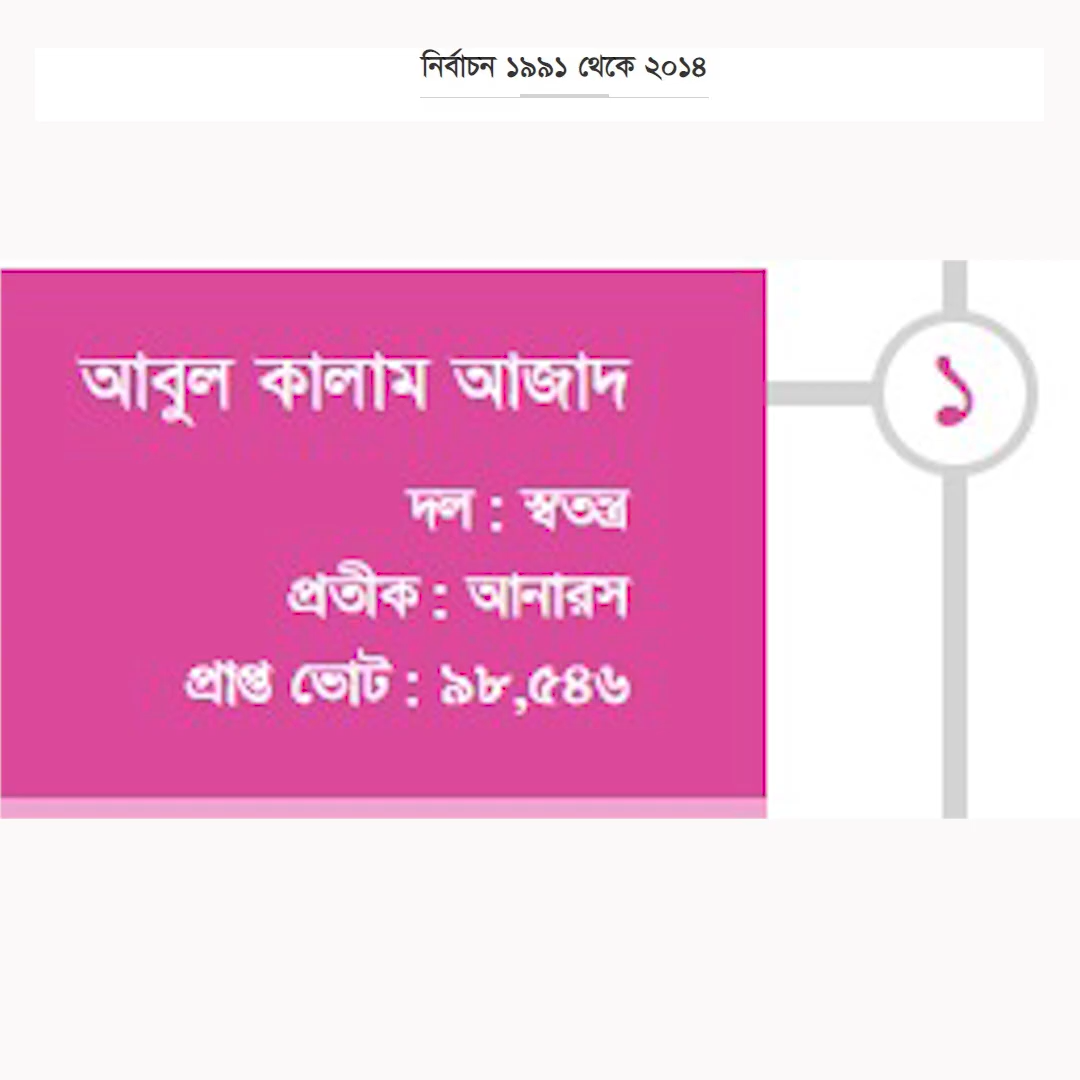 নির্বাচন ১৯৯১ থেকে ২০১৪
আবুল কালাম আজাদ
১
দল : স্বতন্ত্র
প্রতীক : আনারস
প্রাপ্ত ভোট : ৯৮,৫৪৬